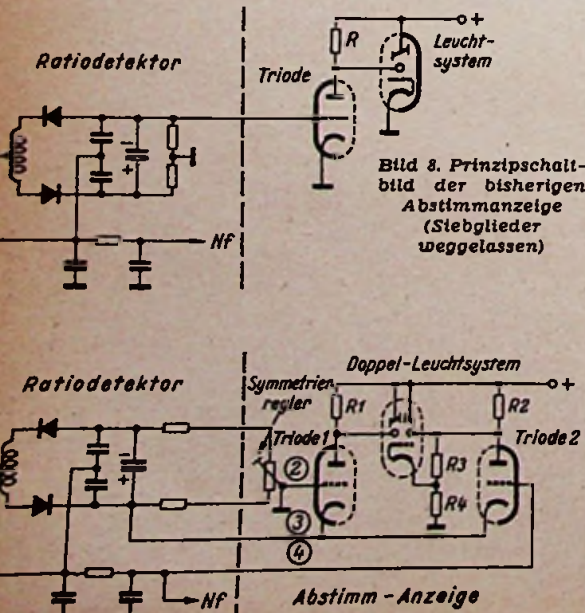 Ratiodetektor
Triode
R
+
Leucht-
system
- +
Nf
Bild 8. Prinzipschalt-
bild der bisherigen
Abstimmanzeige
(Siebglieder
weggelassen)
Ratiodetektor
Symmetrier-
regler
Doppel-Leuchtsystem
+
R1
R2
Triode 1
Triode 2
R3
R4
- +
2
3
4
Nf
Abstimm-Anzeige